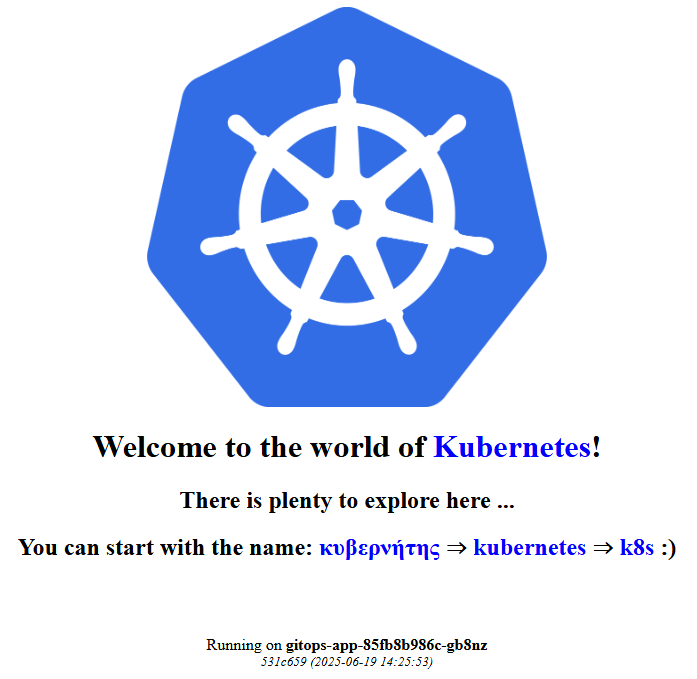 Welcome to the world of Kubernetes!
There is plenty to explore here ...
You can start with the name: κυβερνήτης ⇒ kubernetes ⇒ k8s :)
Running on gitops-app-85fb8b986c-gb8nz
531c659 (2025-06-19 14:25:53)